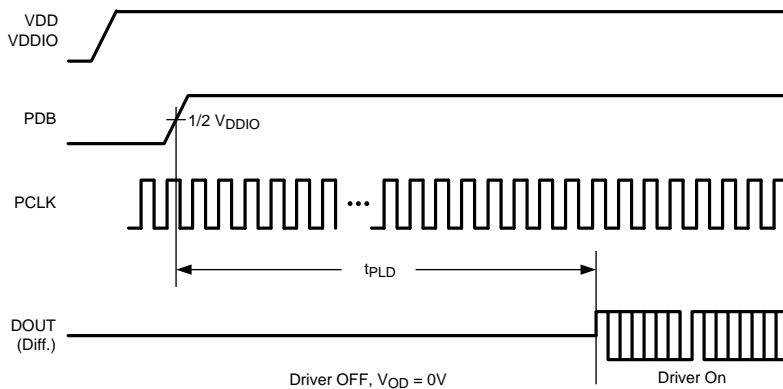 VDD
VDDIO
PDB
1/2 VDDIO
PCLK
•••
tPLD
DOUT
(Diff.)
Driver OFF, VOD = 0V
Driver On